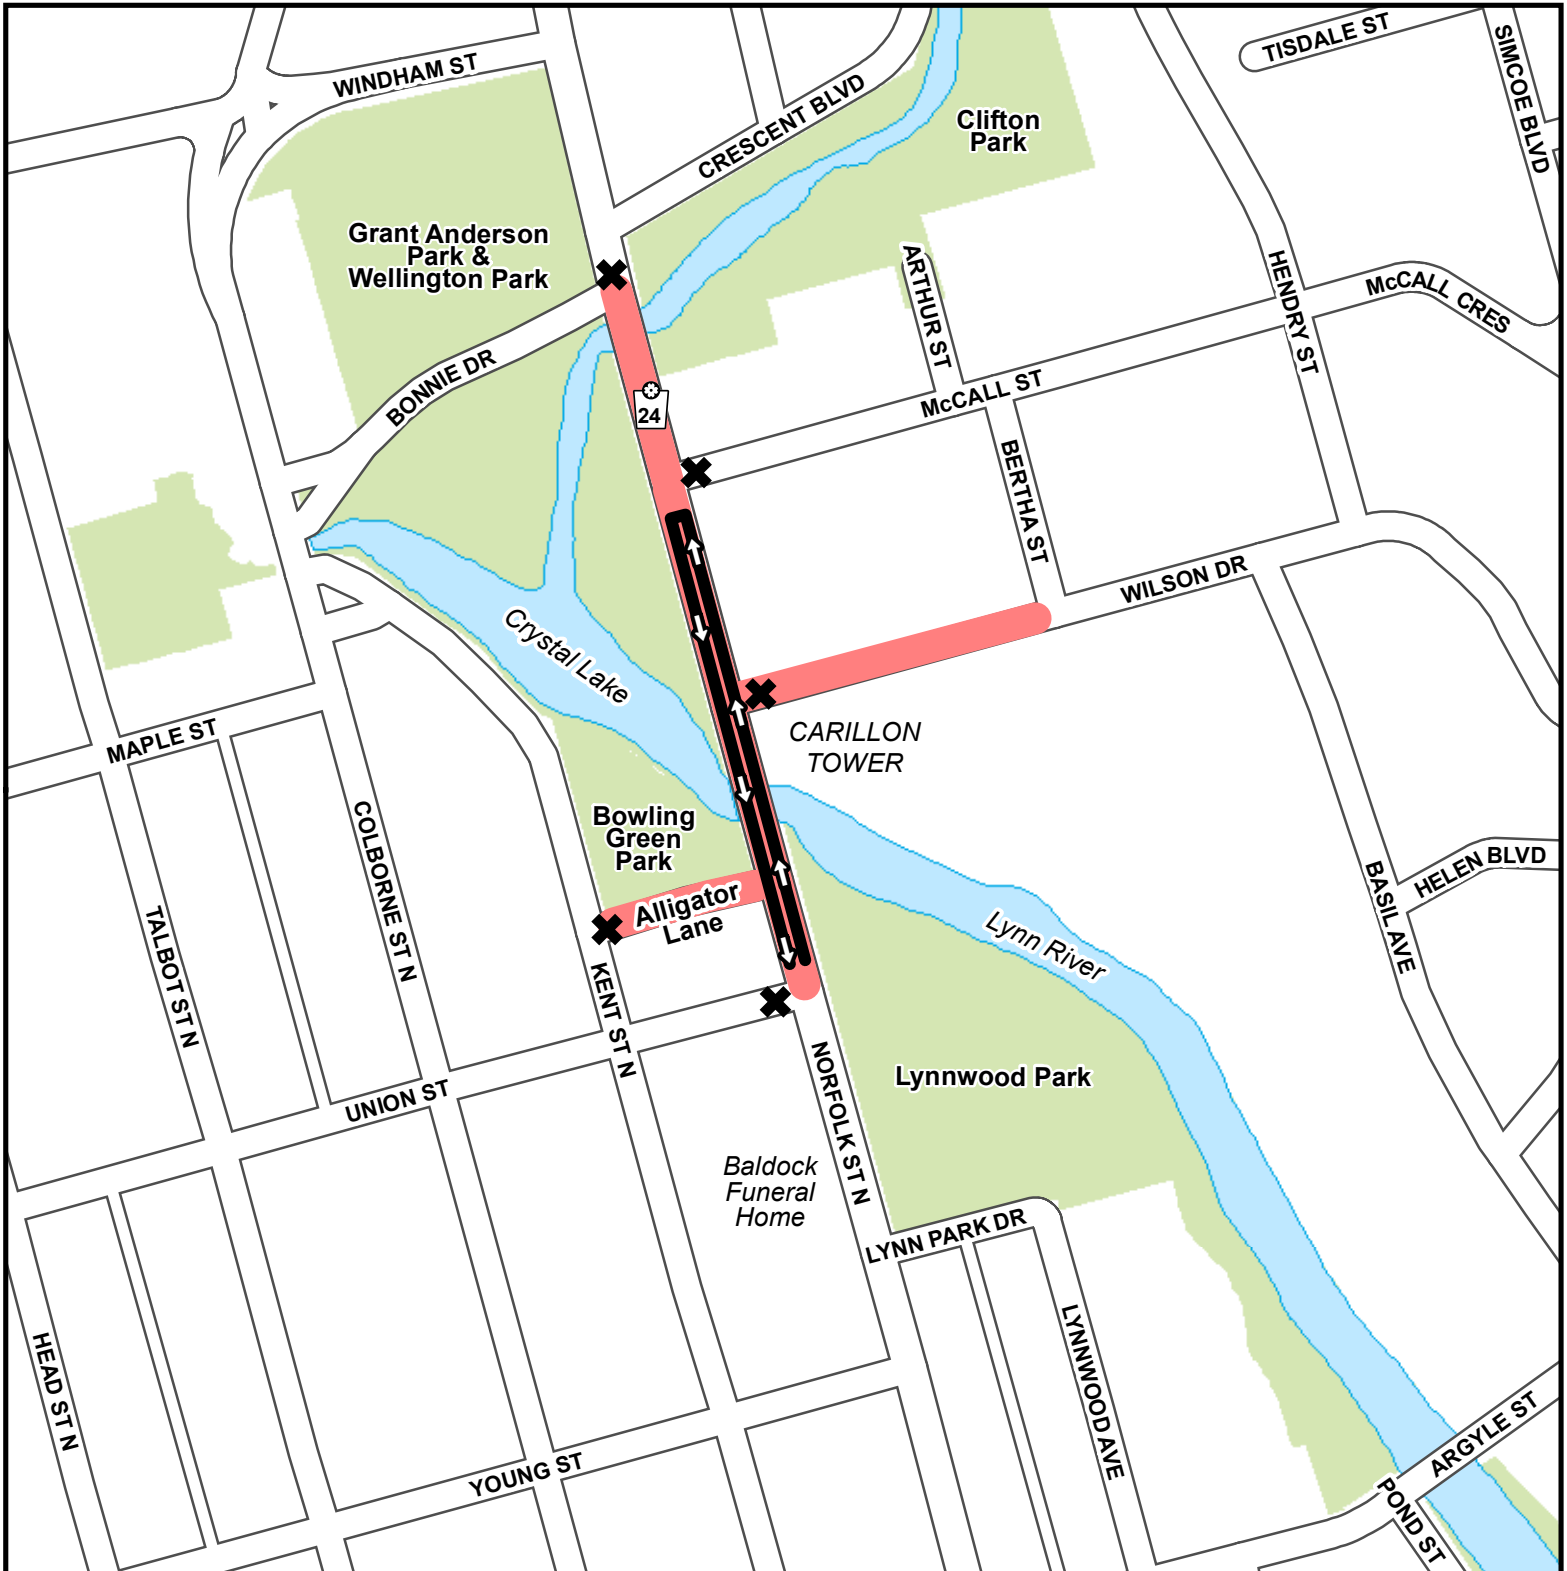 TISDALE ST
SIMCOE BLVD
WINDHAM ST
CRESCENT BLVD
Clifton
Park
Grant Anderson
Park &
Wellington Park
ARTHUR ST
HENDRY ST
McCALL CRES
BONNIE DR
24
McCALL ST
BERTHA ST
WILSON DR
Crystal Lake
MAPLE ST
CARILLON
TOWER
Bowling
Green
Park
COLBORNE ST N
HELEN BLVD
BASIL AVE
Alligator
Lane
TALBOT ST N
Lynn River
KENT ST N
NORFOLK ST N
Lynnwood Park
UNION ST
Baldock
Funeral
Home
LYNN PARK DR
HEAD ST N
LYNNWOOD AVE
ARGYLE ST
YOUNG ST
POND ST